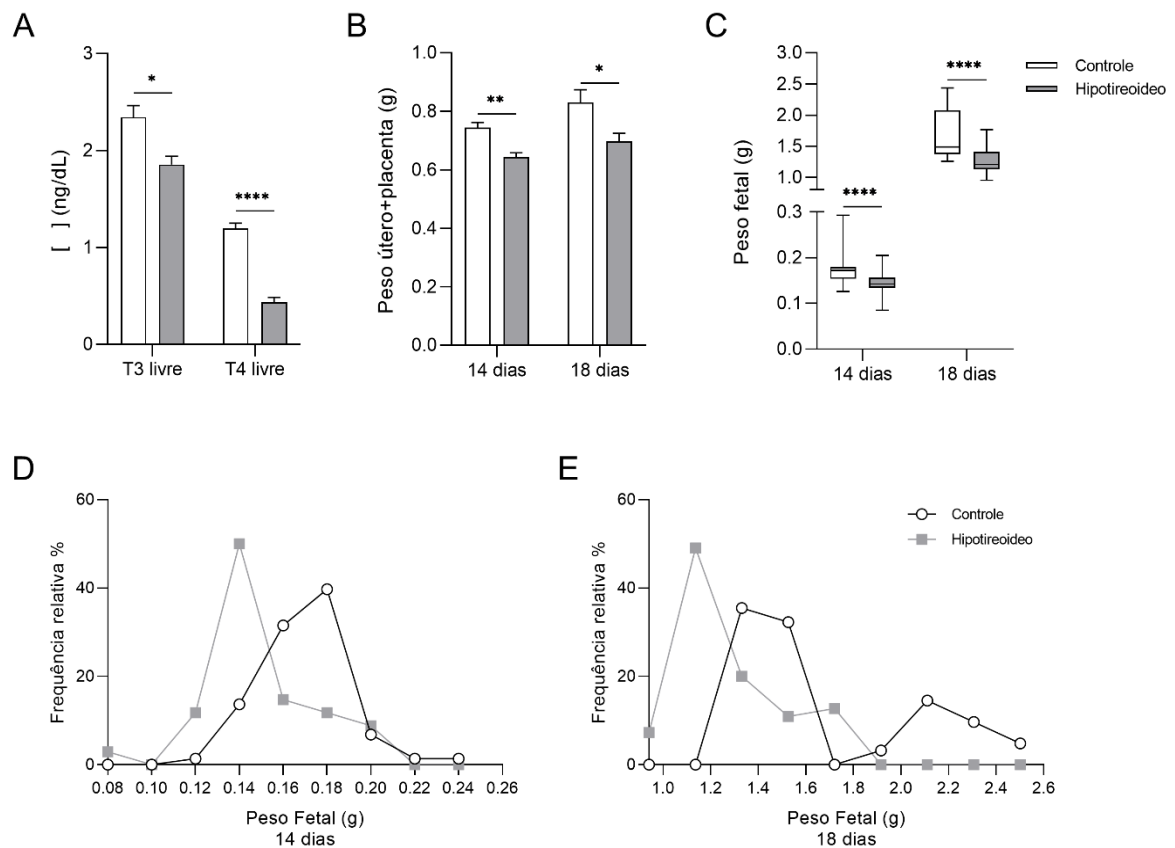 A
[ ] (ng/dL)
3
2
1
0
*
****
T3 livre
T4 livre
B
Peso útero+placenta (g)
1.0
0.8
0.6
0.4
0.2
0.0
**
*
14 dias
18 dias
C
Peso fetal (g)
3.0
2.5
2.0
1.5
1.0
0.3
0.2
0.1
0.0
****
****
14 dias
18 dias
Controle
Hipotireoideo
D
Frequência relativa %
60
40
20
0
0.08
0.10
0.12
0.14
0.16
0.18
0.20
0.22
0.24
0.26
Peso Fetal (g)
14 dias
E
Frequência relativa %
60
40
20
0
1.0
1.2
1.4
1.6
1.8
2.0
2.2
2.4
2.6
Peso Fetal (g)
18 dias
Controle
Hipotireoideo